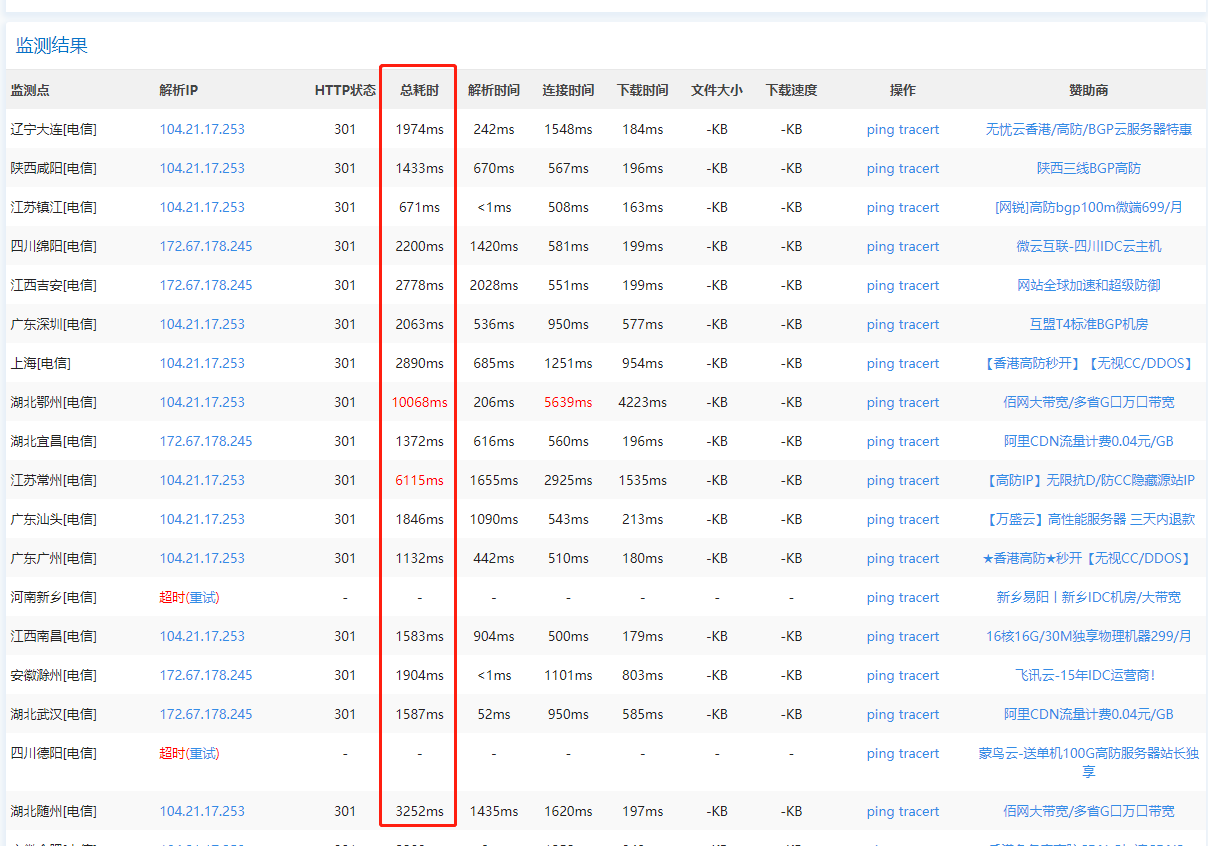 监测结果
监测点 解析IP HTTP状态 总耗时 解析时间 连接时间 下载时间 文件大小 下载速度 操作 赞助商
辽宁大连[电信] 104.21.17.253 301 1974ms 242ms 1548ms 184ms -KB -KB ping tracert 无忧云香港/高防/BGP云服务器特惠
陕西咸阳[电信] 104.21.17.253 301 1433ms 670ms 567ms 196ms -KB -KB ping tracert 陕西三线BGP高防
江苏镇江[电信] 104.21.17.253 301 671ms <1ms 508ms 163ms -KB -KB ping tracert [网锐]高防bgp100m微端699/月
四川绵阳[电信] 172.67.178.245 301 2200ms 1420ms 581ms 199ms -KB -KB ping tracert 微云互联-四川IDC云主机
江西吉安[电信] 172.67.178.245 301 2778ms 2028ms 551ms 199ms -KB -KB ping tracert 网站全球加速和超级防御
广东深圳[电信] 104.21.17.253 301 2063ms 536ms 950ms 577ms -KB -KB ping tracert 互盟T4标准BGP机房
上海[电信] 104.21.17.253 301 2890ms 685ms 1251ms 954ms -KB -KB ping tracert 【香港高防秒开】【无视CC/DDOS】
湖北鄂州[电信] 104.21.17.253 301 10068ms 206ms 5639ms 4223ms -KB -KB ping tracert 佰网大带宽/多省G口万口带宽
湖北宜昌[电信] 172.67.178.245 301 1372ms 616ms 560ms 196ms -KB -KB ping tracert 阿里CDN流量计费0.04元/GB
江苏常州[电信] 104.21.17.253 301 6115ms 1655ms 2925ms 1535ms -KB -KB ping tracert 【高防IP】无限抗D/防CC隐藏源站IP
广东汕头[电信] 104.21.17.253 301 1846ms 1090ms 543ms 213ms -KB -KB ping tracert 【万盛云】高性能服务器 三天内退款
广东广州[电信] 104.21.17.253 301 1132ms 442ms 510ms 180ms -KB -KB ping tracert ★香港高防★秒开【无视CC/DDOS】
河南新乡[电信] 超时(重试) - - - - - - - ping tracert 新乡易阳丨新乡IDC机房/大带宽
江西南昌[电信] 104.21.17.253 301 1583ms 904ms 500ms 179ms -KB -KB ping tracert 16核16G/30M独享物理机器299/月
安徽滁州[电信] 172.67.178.245 301 1904ms <1ms 1101ms 803ms -KB -KB ping tracert 飞讯云-15年IDC运营商!
湖北武汉[电信] 172.67.178.245 301 1587ms 52ms 950ms 585ms -KB -KB ping tracert 阿里CDN流量计费0.04元/GB
四川德阳[电信] 超时(重试) - - - - - - - ping tracert 蒙鸟云-送单机100G高防服务器站长独
享
湖北随州[电信] 104.21.17.253 301 3252ms 1435ms 1620ms 197ms -KB -KB ping tracert 佰网大带宽/多省G口万口带宽